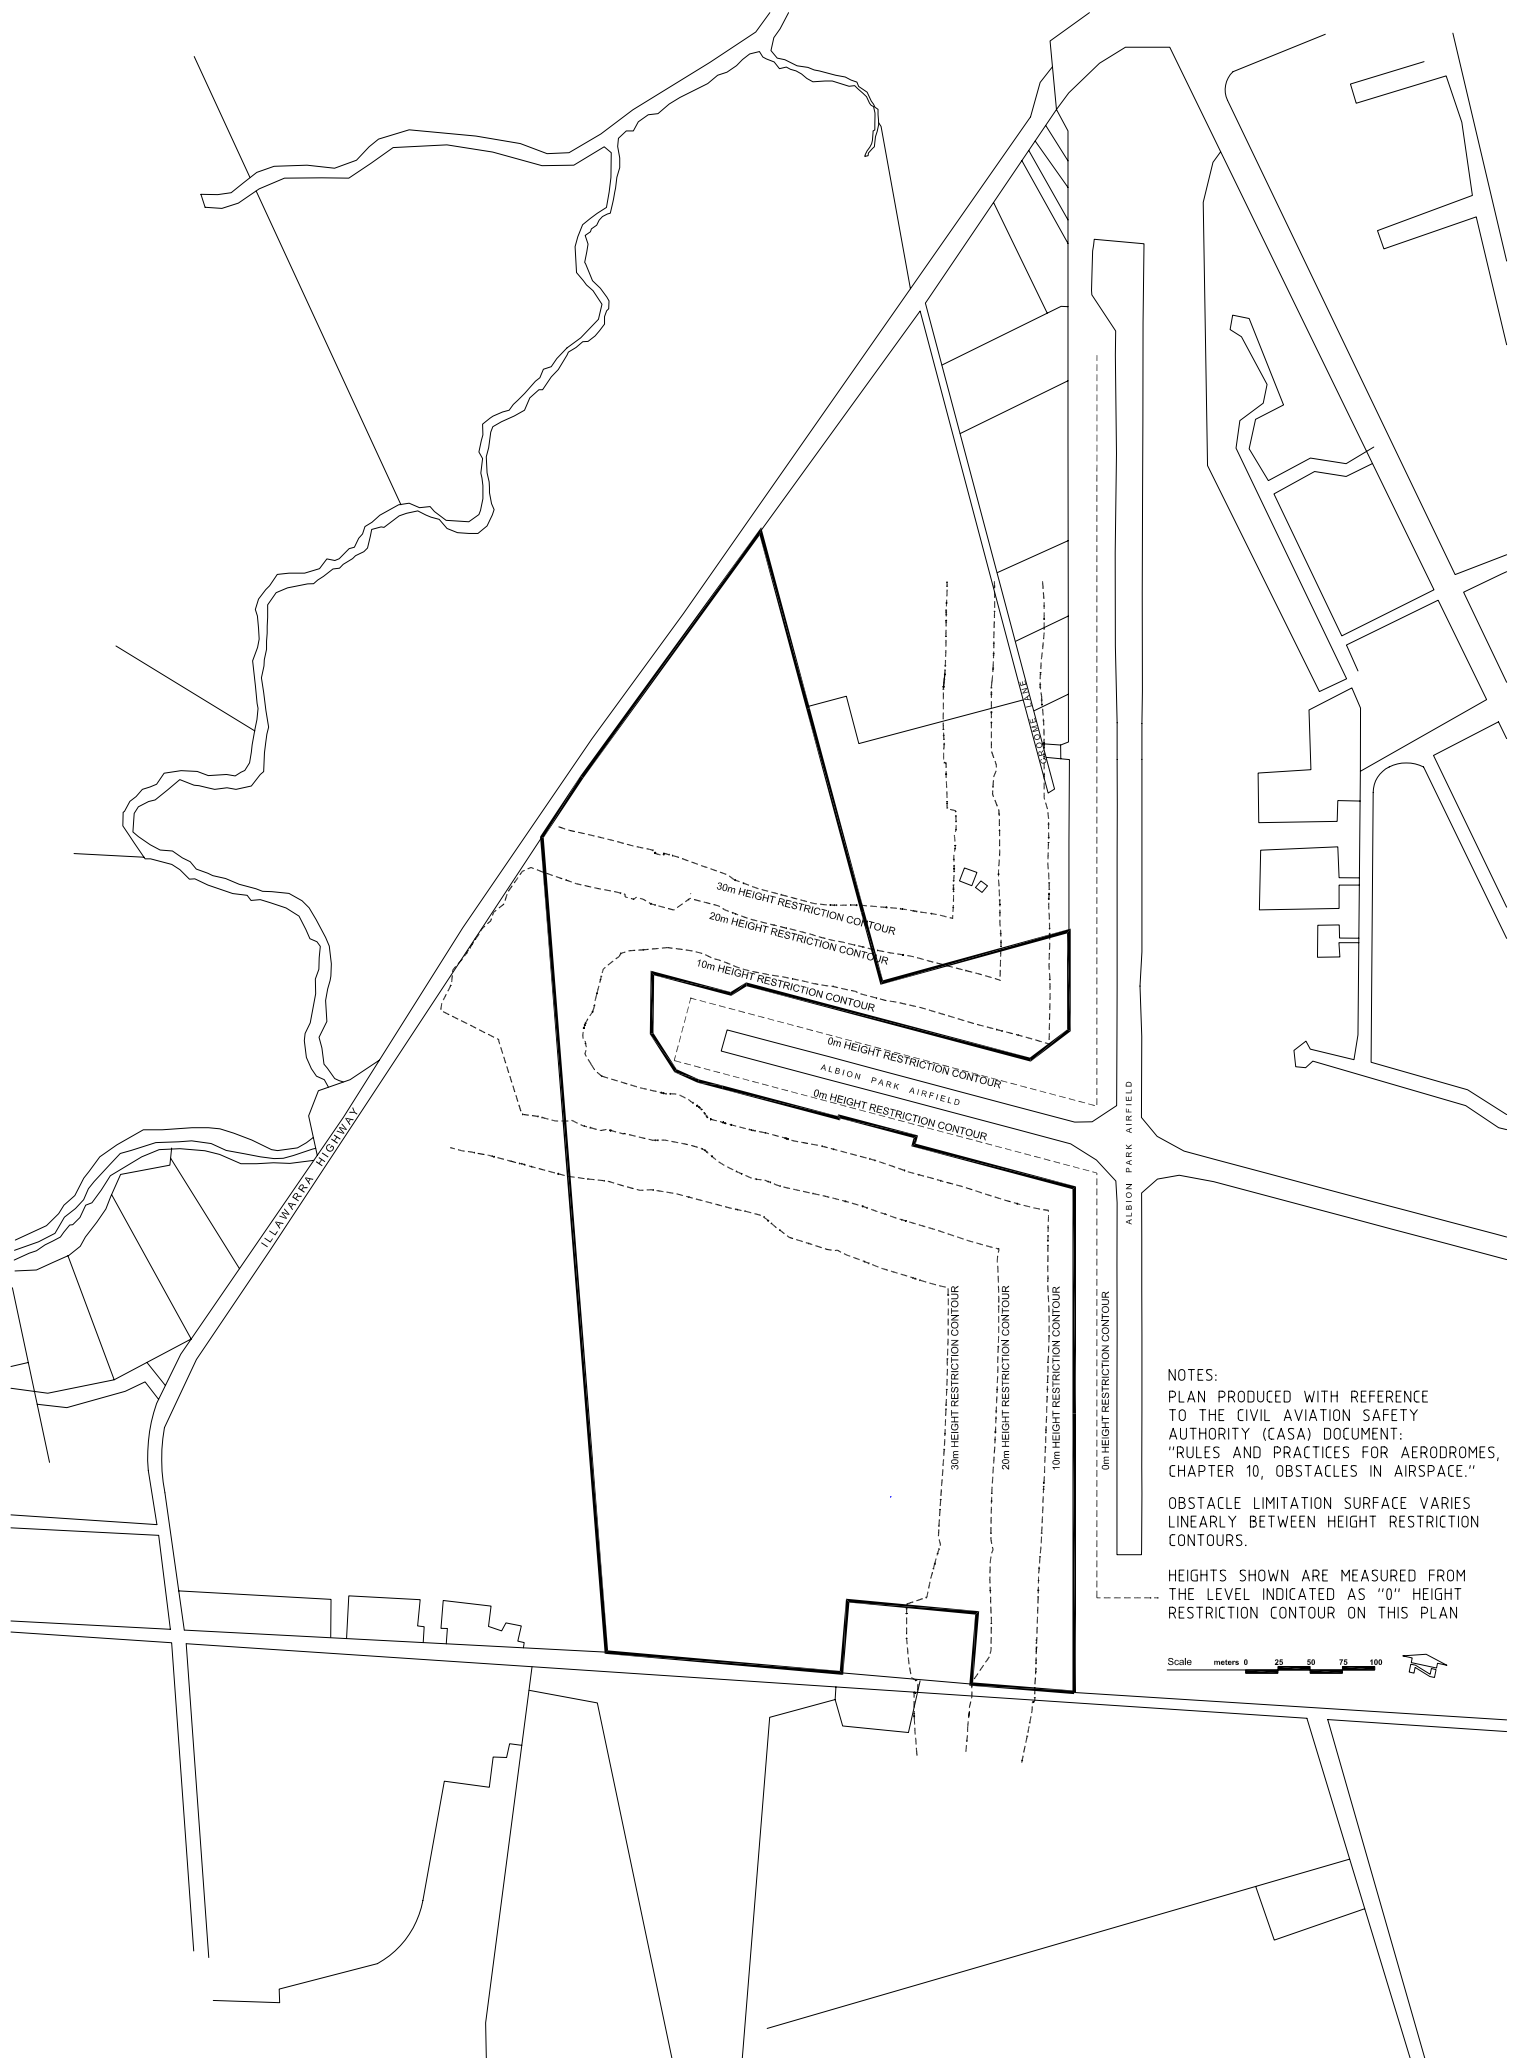 CROOME LANE
30m HEIGHT RESTRICTION CONTOUR
20m HEIGHT RESTRICTION CONTOUR
10m HEIGHT RESTRICTION CONTOUR
0m HEIGHT RESTRICTION CONTOUR
ALBION PARK AIRFIELD
0m HEIGHT RESTRICTION CONTOUR
ALBION PARK AIRFIELD
ILLAWARRA HIGHWAY
30m HEIGHT RESTRICTION CONTOUR
20m HEIGHT RESTRICTION CONTOUR
10m HEIGHT RESTRICTION CONTOUR
0m HEIGHT RESTRICTION CONTOUR
NOTES:
PLAN PRODUCED WITH REFERENCE
TO THE CIVIL AVIATION SAFETY
AUTHORITY (CASA) DOCUMENT:
"RULES AND PRACTICES FOR AERODROMES,
CHAPTER 10, OBSTACLES IN AIRSPACE."
OBSTACLE LIMITATION SURFACE VARIES
LINEARLY BETWEEN HEIGHT RESTRICTION
CONTOURS.
HEIGHTS SHOWN ARE MEASURED FROM
THE LEVEL INDICATED AS "0" HEIGHT
RESTRICTION CONTOUR ON THIS PLAN
Scale meters 0 25 50 75 100